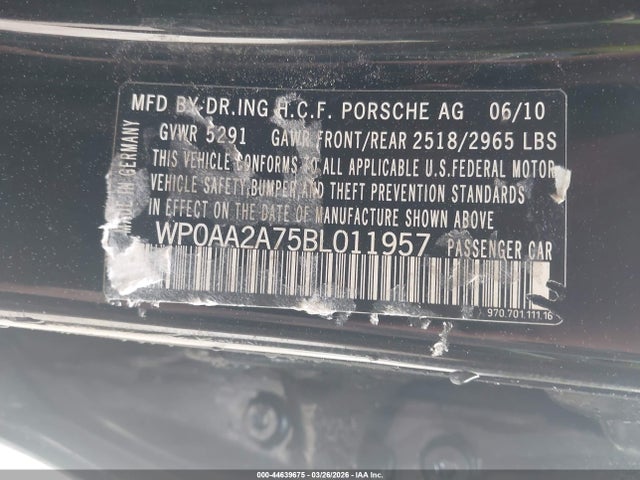 MFD BY:DR.ING H.C.F. PORSCHE AG 06/10
GVWR 5291 GAWR FRONT/REAR 2518/2965 LBS
THIS VEHICLE CONFORMS TO ALL APPLICABLE U.S.FEDERAL MOTOR
VEHICLE SAFETY,BUMPER AND THEFT PREVENTION STANDARDS
IN EFFECT ON THE DATE OF MANUFACTURE SHOWN ABOVE
WP0AA2A75BL011957 PASSENGER CAR
MADE IN GERMANY
970.701.111.16
000-44639675 | 03/26/2026 | IAA Inc.